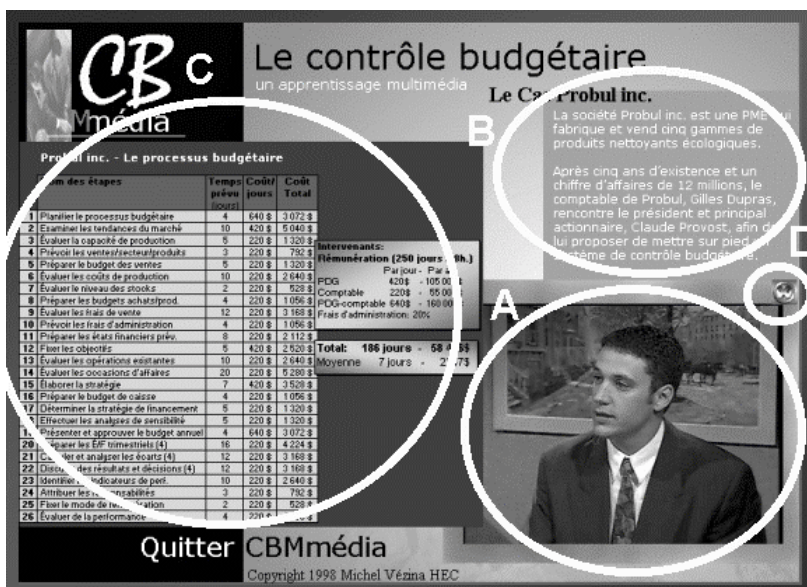 CB
Mmédia
C
Le contrôle budgétaire
un apprentissage multimédia
Le Cas Probul inc.
B
La société Probul inc. est une PME qui
fabrique et vend cinq gammes de
produits nettoyants écologiques.
Après cinq ans d'existence et un
chiffre d'affaires de 12 millions, le
comptable de Probul, Gilles Dupras,
rencontre le président et principal
actionnaire, Claude Provost, afin de
lui proposer de mettre sur pied un
système de contrôle budgétaire.
D
A
Probul inc. - Le processus budgétaire
Nom des étapes Temps prévu (jours) Coût/ jours Coût Total
1 Planifier le processus budgétaire 4 640 $ 3 072 $
2 Examiner les tendances du marché 10 420 $ 5 040 $
3 Évaluer la capacité de production 5 220 $ 1 320 $
4 Prévoir les ventes/secteur/produits 3 220 $ 792 $
5 Préparer le budget des ventes 5 220 $ 1 320 $
6 Évaluer les coûts de production 10 220 $ 2 640 $
7 Évaluer le niveau des stocks 2 220 $ 528 $
8 Préparer les budgets achats/prod. 4 220 $ 1 056 $
9 Évaluer les frais de vente 12 220 $ 3 168 $
10 Prévoir les frais d'administration 4 220 $ 1 056 $
11 Préparer les états financiers prév. 8 220 $ 2 112 $
12 Fixer les objectifs 5 420 $ 2 520 $
13 Évaluer les opérations existantes 10 220 $ 2 640 $
14 Évaluer les occasions d'affaires 20 220 $ 5 280 $
15 Élaborer la stratégie 7 420 $ 3 528 $
16 Préparer le budget de caisse 4 220 $ 1 056 $
17 Déterminer la stratégie de financement 5 220 $ 1 320 $
Effectuer les analyses de sensibilité 5 220 $ 1 320 $
Présenter et approuver le budget annuel 4 640 $ 3 072 $
20 Préparer les É/F trimestriels (4) 16 220 $ 4 224 $
21 Calculer et analyser les écarts (4) 12 220 $ 3 168 $
22 des résultats et décisions (4) 12 220 $ 3 168 $
23 Identifier indicateurs de perf. 10 220 $ 2 640 $
24 Attribuer les responsabilités 3 220 $ 792 $
25 Fixer le mode de rémunération 2 220 $ 528 $
26 Évaluer de la performance 4 220 $
Intervenants:
Rémunération (250 jours
Par jour - Par
PDG 420$ - 105 00
Comptable 220$ - 55 00
PDG-comptable 640$ - 160 00
Frais d'administration: 20%
Total: 186 jours - 58
Moyenne 7 jours -
Quitter CBMmédia
Copyright 1998 Michel Vézina HEC